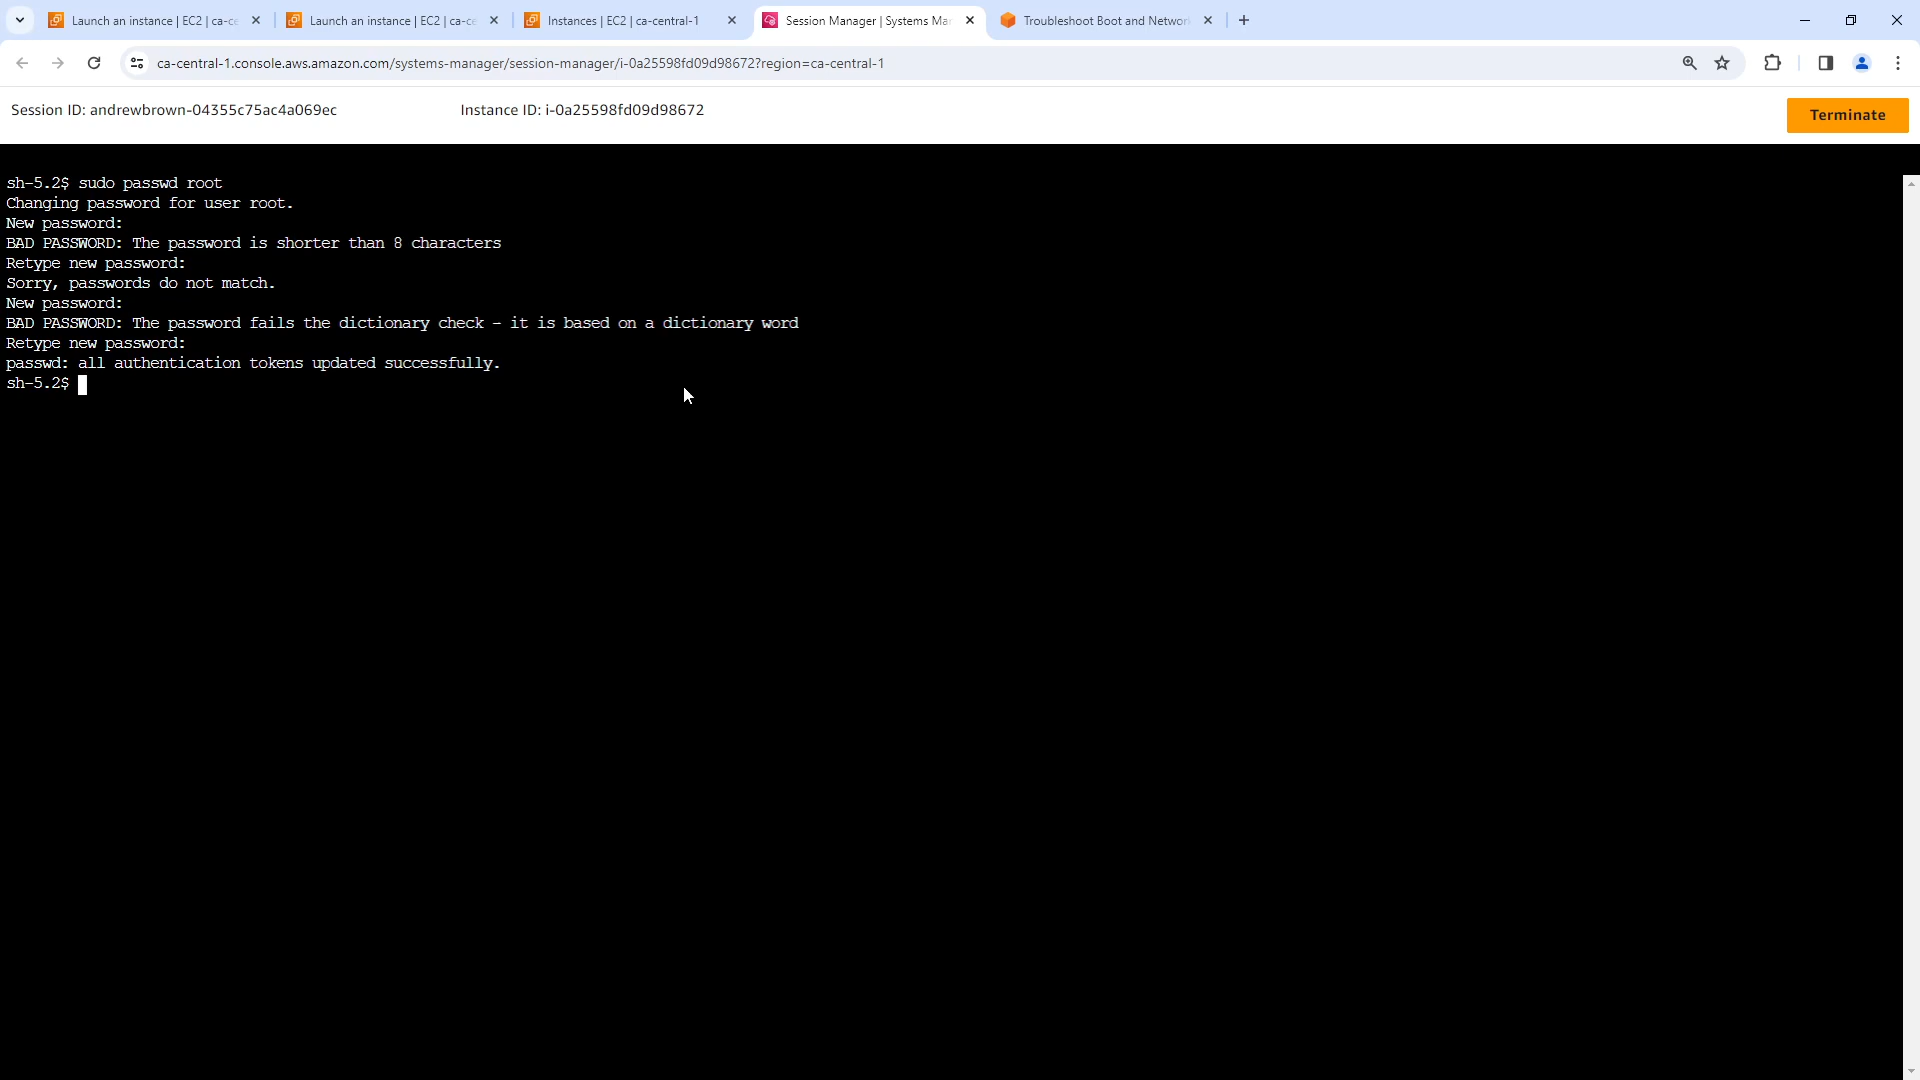 Launch an instance | EC2 | ca-ce
Launch an instance | EC2 | ca-ce
Instances | EC2 | ca-central-1
Session Manager | Systems Mar
Troubleshoot Boot and Networ
ca-central-1.console.aws.amazon.com/systems-manager/session-manager/i-0a25598fd09d98672?region=ca-central-1
Session ID: andrewbrown-04355c75ac4a069ec
Instance ID: i-0a25598fd09d98672
Terminate
sh-5.2$ sudo passwd root
Changing password for user root.
New password:
BAD PASSWORD: The password is shorter than 8 characters
Retype new password:
Sorry, passwords do not match.
New password:
BAD PASSWORD: The password fails the dictionary check - it is based on a dictionary word
Retype new password:
passwd: all authentication tokens updated successfully.
sh-5.2$